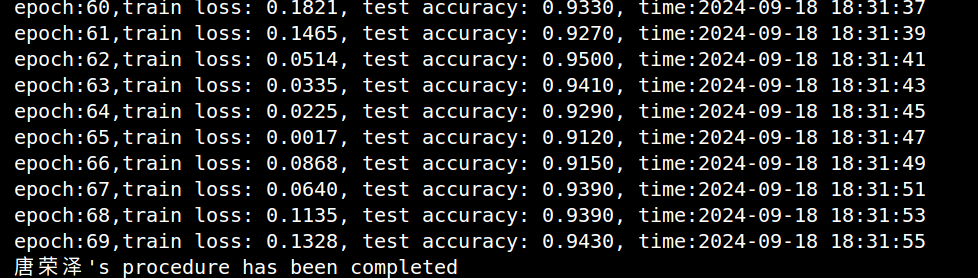 epoch:60,train loss: 0.1821, test accuracy: 0.9330, time:2024-09-18 18:31:37
epoch:61,train loss: 0.1465, test accuracy: 0.9270, time:2024-09-18 18:31:39
epoch:62,train loss: 0.0514, test accuracy: 0.9500, time:2024-09-18 18:31:41
epoch:63,train loss: 0.0335, test accuracy: 0.9410, time:2024-09-18 18:31:43
epoch:64,train loss: 0.0225, test accuracy: 0.9290, time:2024-09-18 18:31:45
epoch:65,train loss: 0.0017, test accuracy: 0.9120, time:2024-09-18 18:31:47
epoch:66,train loss: 0.0868, test accuracy: 0.9150, time:2024-09-18 18:31:49
epoch:67,train loss: 0.0640, test accuracy: 0.9390, time:2024-09-18 18:31:51
epoch:68,train loss: 0.1135, test accuracy: 0.9390, time:2024-09-18 18:31:53
epoch:69,train loss: 0.1328, test accuracy: 0.9430, time:2024-09-18 18:31:55
唐荣泽's procedure has been completed